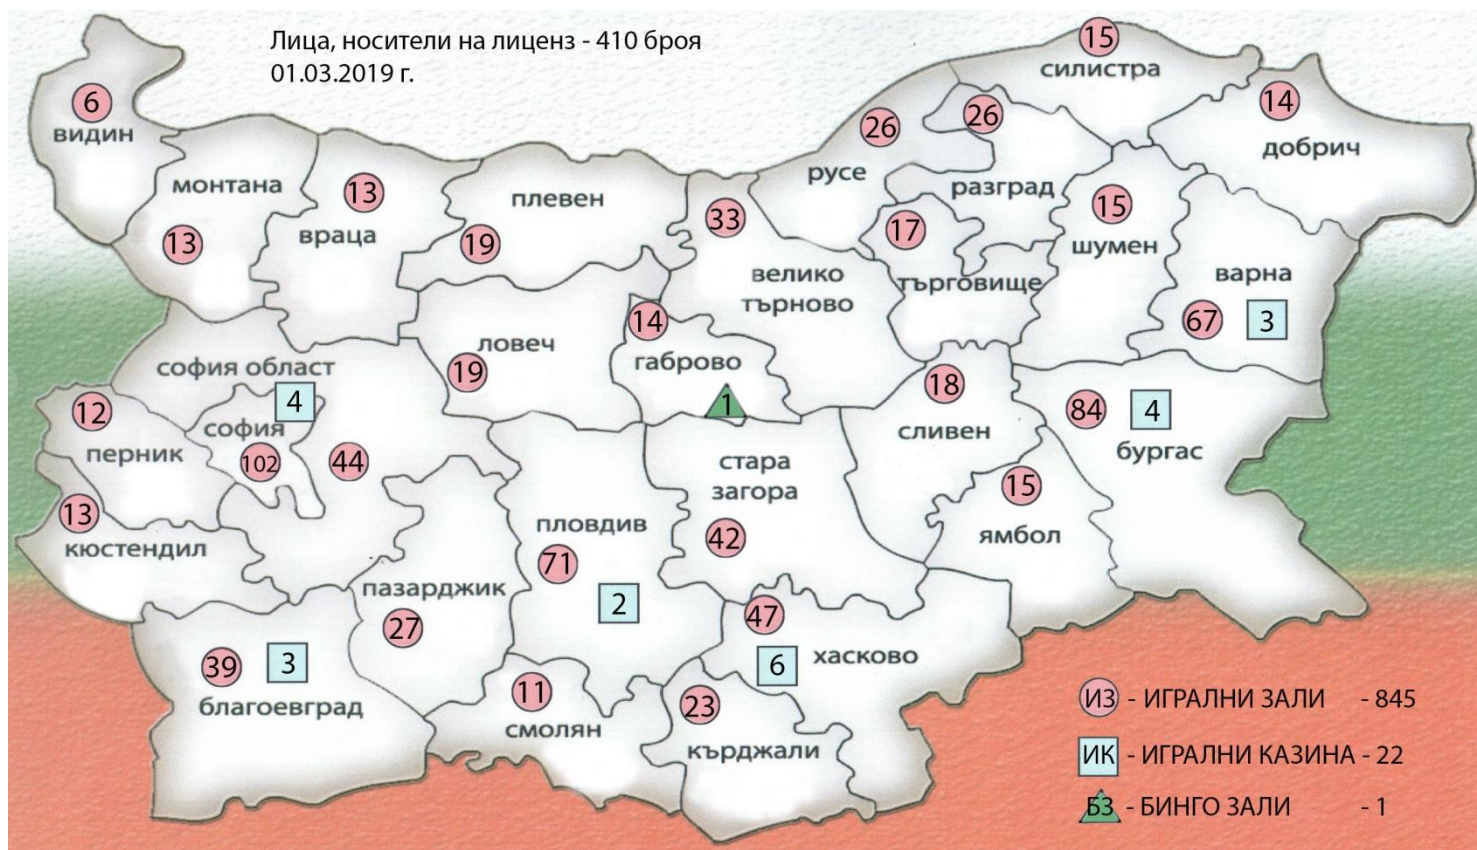 Лица, носители на лиценз - 410 броя
01.03.2019 г.
15
силистра
6
видин
14
добрич
26
26
русе
разград
монтана
13
13
враца
плевен
19
33
велико
търново
17
търговище
15
шумен
варна
67
3
14
габрово
1
ловеч
19
софия област
4
софия
102
44
12
перник
13
кюстендил
18
сливен
84
4
бургас
стара
загора
42
15
ямбол
пловдив
71
2
пазарджик
27
47
6
хасково
39
3
благоевград
11
смолян
23
кърджали
ИЗ - ИГРАЛНИ ЗАЛИ - 845
ИК - ИГРАЛНИ КАЗИНА - 22
БЗ - БИНГО ЗАЛИ - 1